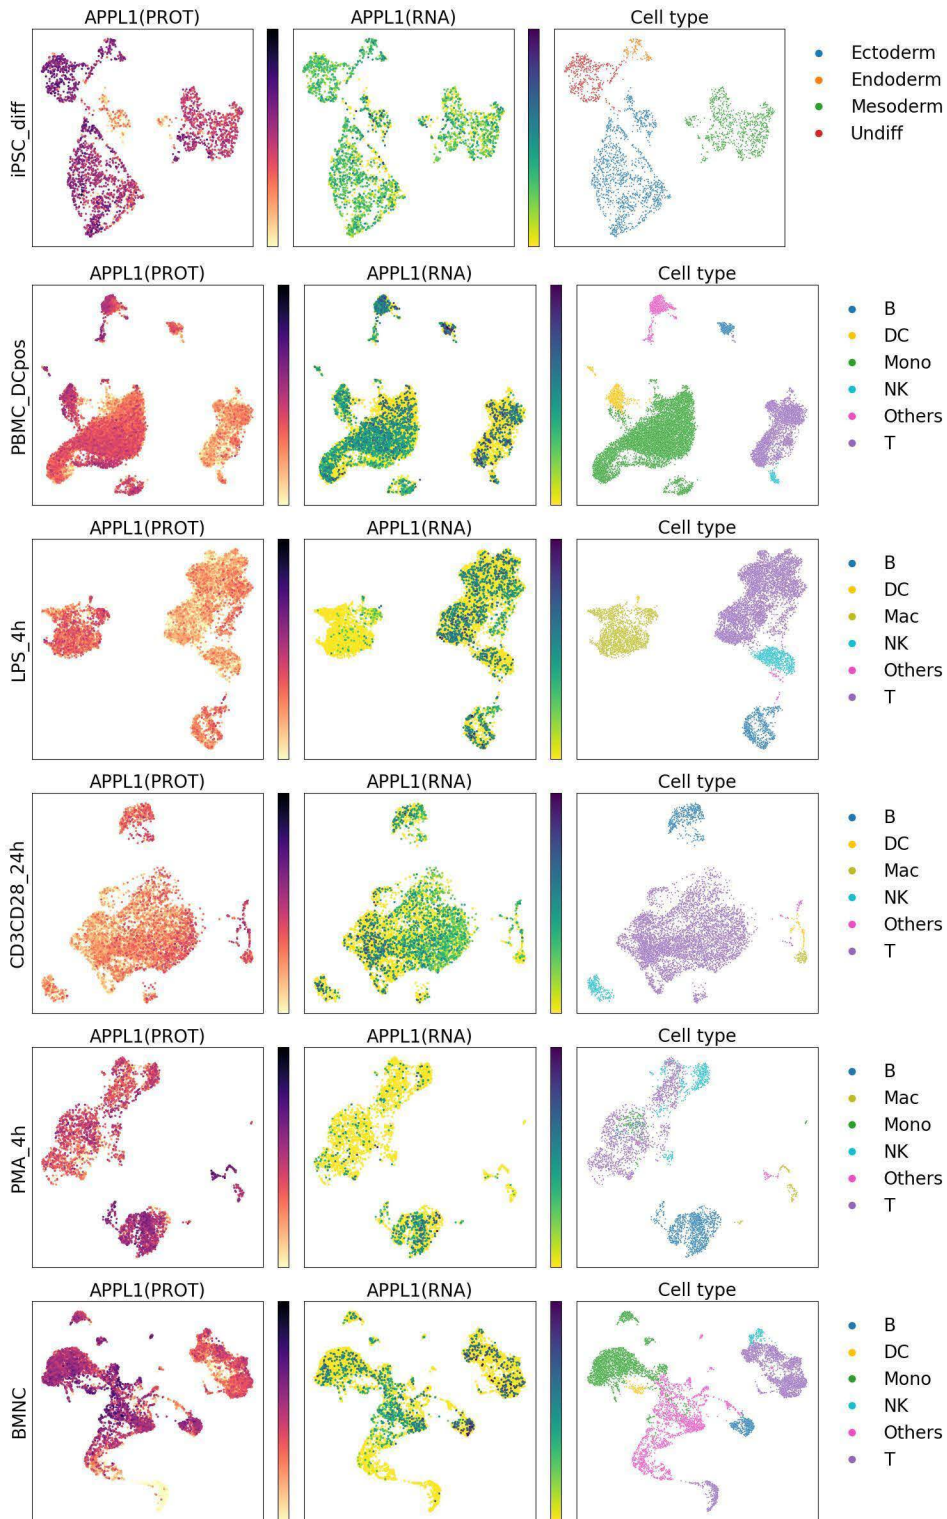 APPL1(PROT) APPL1(RNA) Cell type
iPSC_diff
Ectoderm
Endoderm
Mesoderm
Undiff
APPL1(PROT) APPL1(RNA) Cell type
PBMC_DCpos
B
DC
Mono
NK
Others
T
APPL1(PROT) APPL1(RNA) Cell type
LPS_4h
B
DC
Mac
NK
Others
T
APPL1(PROT) APPL1(RNA) Cell type
CD3CD28_24h
B
DC
Mac
NK
Others
T
APPL1(PROT) APPL1(RNA) Cell type
PMA_4h
B
Mac
Mono
NK
Others
T
APPL1(PROT) APPL1(RNA) Cell type
BMNC
B
DC
Mono
NK
Others
T